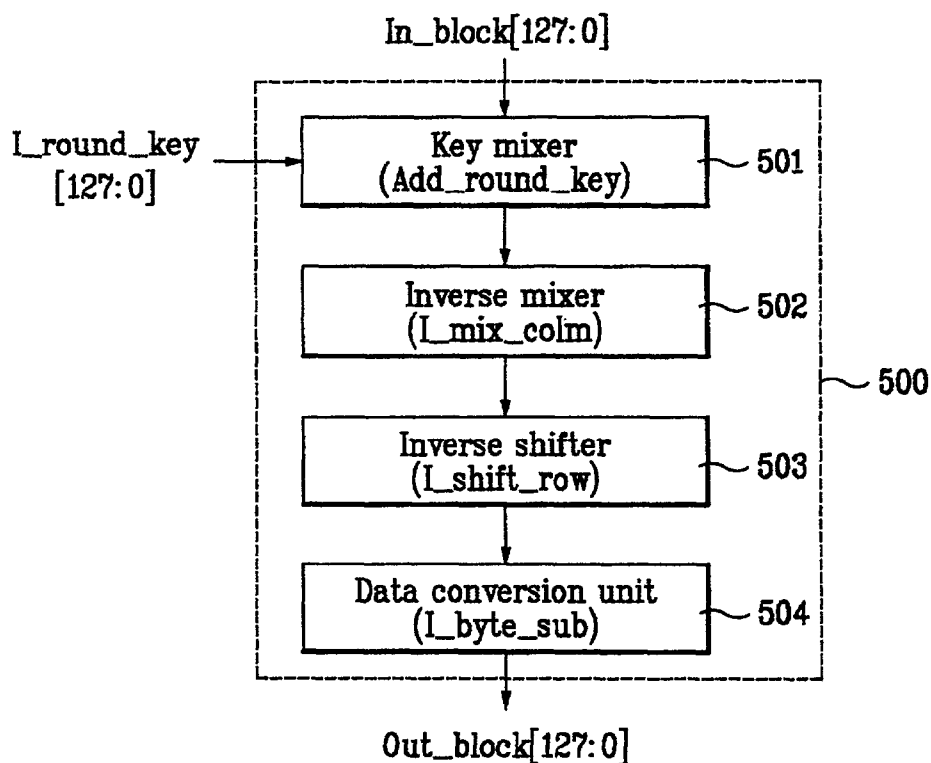 In_block[127:0]
I_round_key
[127:0]
Key mixer
(Add_round_key)
501
Inverse mixer
(I_mix_colm)
502
500
Inverse shifter
(I_shift_row)
503
Data conversion unit
(I_byte_sub)
504
Out_block[127:0]